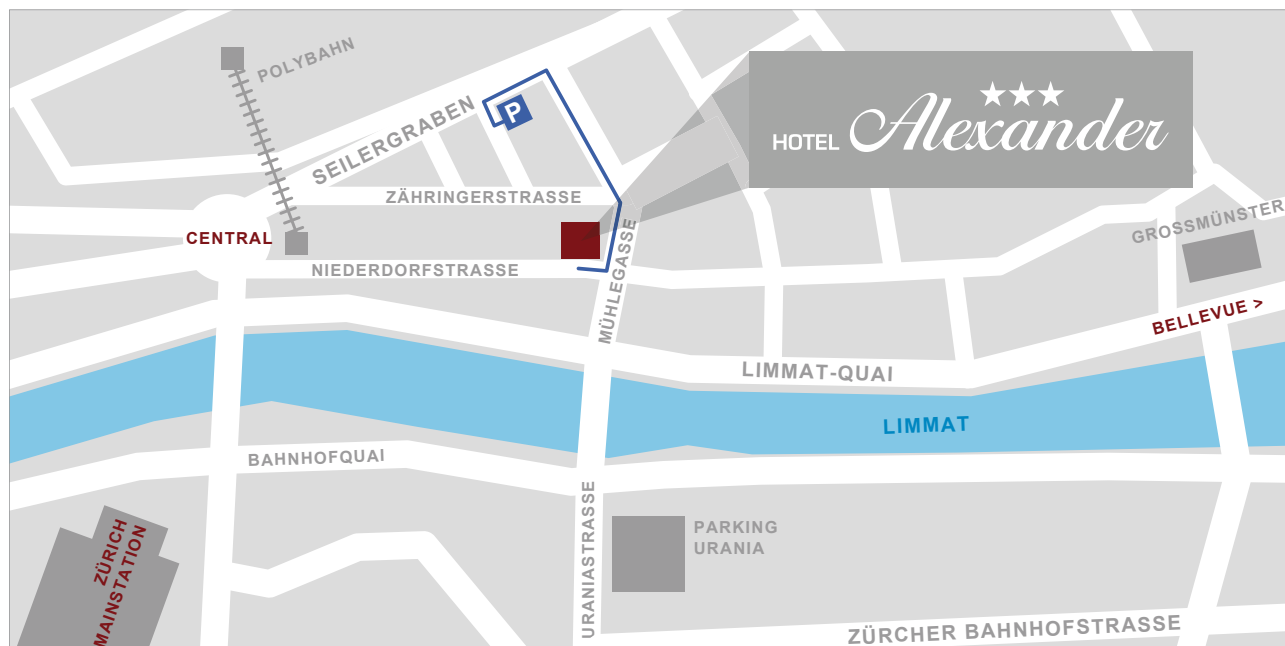 POLYBAHN
SEILERGRABEN
P
★★★
HOTEL Alexander
ZÄHRINGERSTRASSE
CENTRAL
NIEDERDORFSTRASSE
MÜHLEGASSE
GROSSMÜNSTER
BELLEVUE >
LIMMAT-QUAI
LIMMAT
BAHNHOFQUAI
URANIASTRASSE
PARKING
URANIA
ZÜRICH
MAINSTATION
ZÜRCHER BAHNHOFSTRASSE